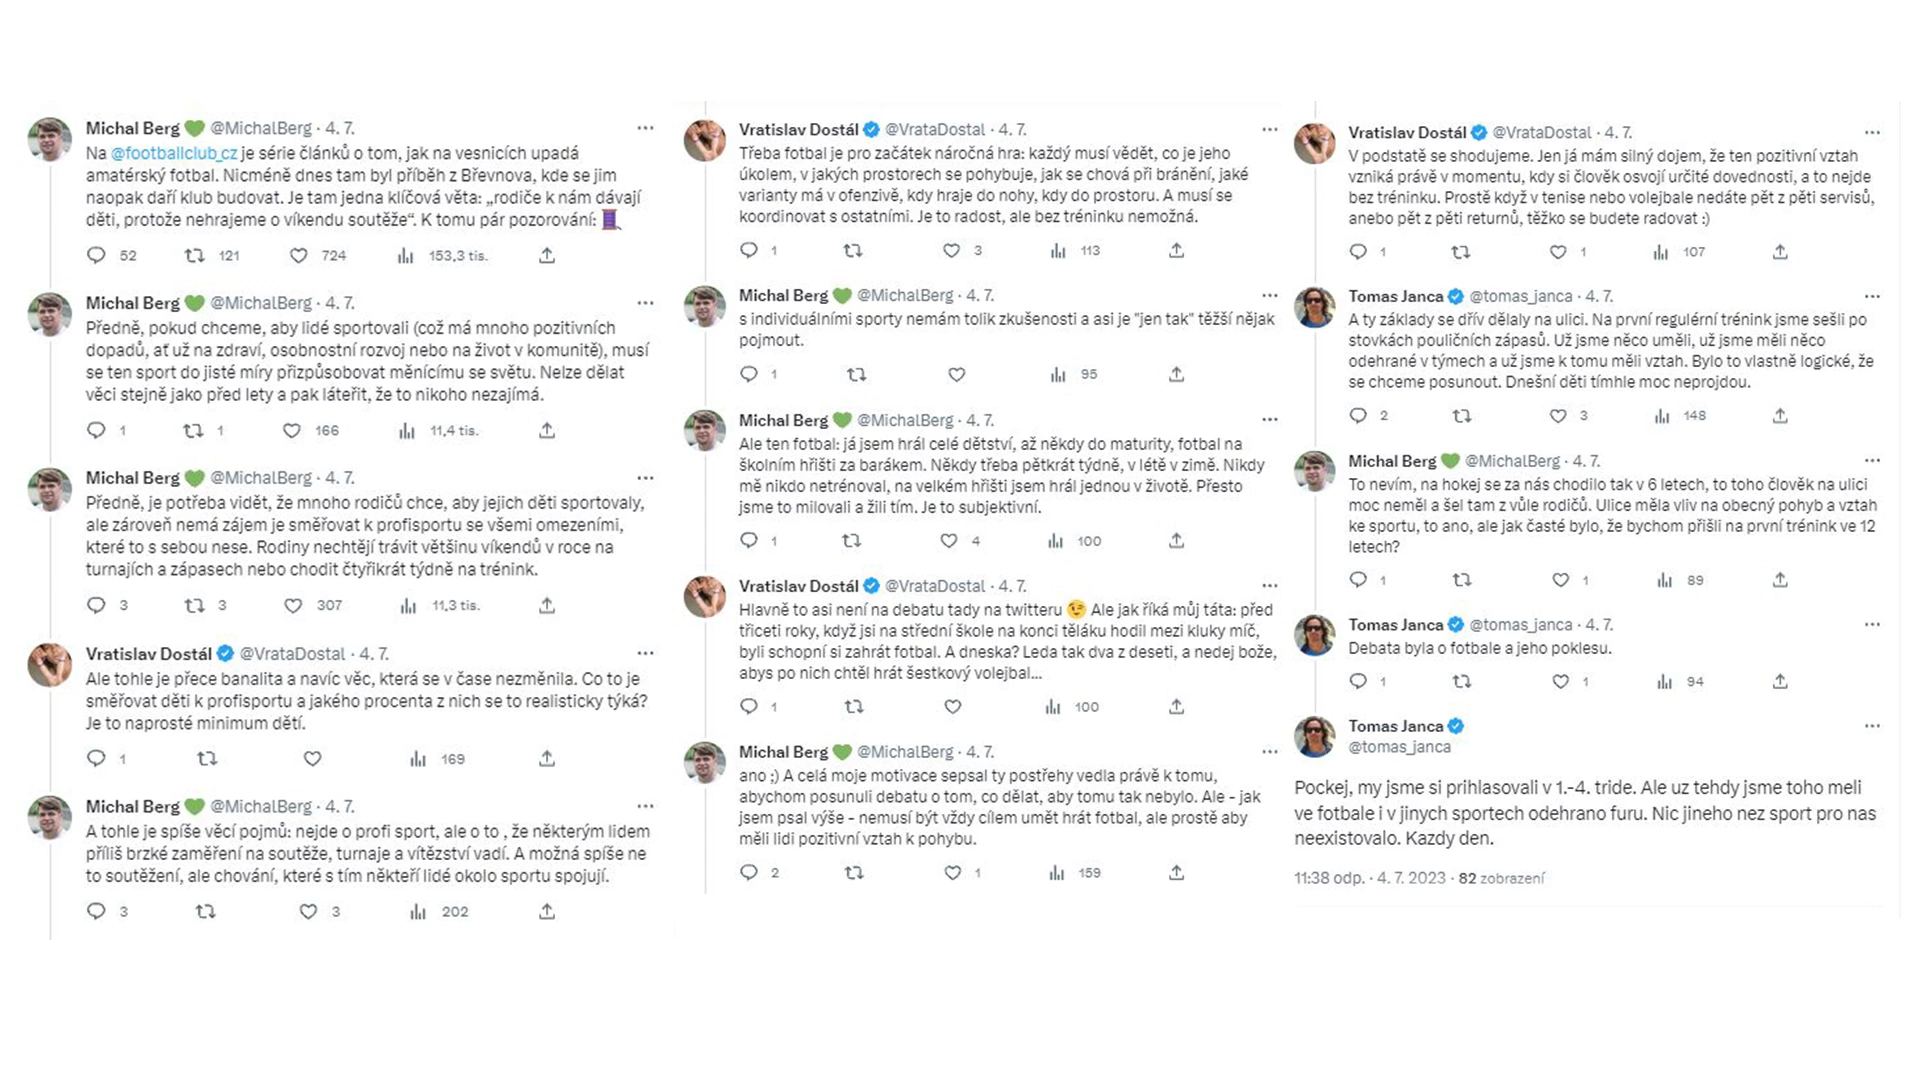 Michal Berg 💚 @MichalBerg · 4. 7.
Na @footballclub_cz je série článků o tom, jak na vesnicích upadá
amatérský fotbal. Nicméně dnes tam byl příběh z Břevnova, kde se jim
naopak daří klub budovat. Je tam jedna klíčová věta: „rodiče k nám dávají
děti, protože nehrajeme o víkendu soutěže“. K tomu pár pozorování: 🧵
52 121 724 153,3 tis.
Michal Berg 💚 @MichalBerg · 4. 7.
Předně, pokud chceme, aby lidé sportovali (což má mnoho pozitivních
dopadů, ať už na zdraví, osobnostní rozvoj nebo na život v komunitě), musí
se ten sport do jisté míry přizpůsobovat měnícímu se světu. Nelze dělat
věci stejně jako před lety a pak láteřit, že to nikoho nezajímá.
1 1 166 11,4 tis.
Michal Berg 💚 @MichalBerg · 4. 7.
Předně, je potřeba vidět, že mnoho rodičů chce, aby jejich děti sportovaly,
ale zároveň nemá zájem je směřovat k profisportu se všemi omezeními,
které to s sebou nese. Rodiny nechtějí trávit většinu víkendů v roce na
turnajích a zápasech nebo chodit čtyřikrát týdně na trénink.
3 3 307 11,3 tis.
Vratislav Dostál @VrataDostal · 4. 7.
Ale tohle je přece banalita a navíc věc, která se v čase nezměnila. Co to je
směřovat děti k profisportu a jakého procenta z nich se to realisticky týká?
Je to naprosté minimum dětí.
1 169
Michal Berg 💚 @MichalBerg · 4. 7.
A tohle je spíše věcí pojmů: nejde o profi sport, ale o to , že některým lidem
příliš brzké zaměření na soutěže, turnaje a vítězství vadí. A možná spíše ne
to soutěžení, ale chování, které s tím někteří lidé okolo sportu spojují.
3 3 202
Vratislav Dostál @VrataDostal · 4. 7.
Třeba fotbal je pro začátek náročná hra: každý musí vědět, co je jeho
úkolem, v jakých prostorech se pohybuje, jak se chová při bránění, jaké
varianty má v ofenzivě, kdy hraje do nohy, kdy do prostoru. A musí se
koordinovat s ostatními. Je to radost, ale bez tréninku nemožná.
1 3 113
Michal Berg 💚 @MichalBerg · 4. 7.
s individuálními sporty nemám tolik zkušenosti a asi je "jen tak" těžší nějak
pojmout.
1 95
Michal Berg 💚 @MichalBerg · 4. 7.
Ale ten fotbal: já jsem hrál celé dětství, až někdy do maturity, fotbal na
školním hřišti za barákem. Někdy třeba pětkrát týdně, v létě v zimě. Nikdy
mě nikdo netrénoval, na velkém hřišti jsem hrál jednou v životě. Přesto
jsme to milovali a žili tím. Je to subjektivní.
1 4 100
Vratislav Dostál @VrataDostal · 4. 7.
Hlavně to asi není na debatu tady na twitteru 😉 Ale jak říká můj táta: před
třiceti roky, když jsi na střední škole na konci těláku hodil mezi kluky míč,
byli schopní si zahrát fotbal. A dneska? Leda tak dva z deseti, a nedej bože,
abys po nich chtěl hrát šestkový volejbal...
1 100
Michal Berg 💚 @MichalBerg · 4. 7.
ano ;) A celá moje motivace sepsal ty postřehy vedla právě k tomu,
abychom posunuli debatu o tom, co dělat, aby tomu tak nebylo. Ale - jak
jsem psal výše - nemusí být vždy cílem umět hrát fotbal, ale prostě aby
měli lidi pozitivní vztah k pohybu.
2 1 159
Vratislav Dostál @VrataDostal · 4. 7.
V podstatě se shodujeme. Jen já mám silný dojem, že ten pozitivní vztah
vzniká právě v momentu, kdy si člověk osvojí určité dovednosti, a to nejde
bez tréninku. Prostě když v tenise nebo volejbale nedáte pět z pěti servisů,
anebo pět z pěti returnů, těžko se budete radovat :)
1 1 107
Tomas Janca @tomas_janca · 4. 7.
A ty základy se dřív dělaly na ulici. Na první regulérní trénink jsme sešli po
stovkách pouličních zápasů. Už jsme něco uměli, už jsme měli něco
odehrané v týmech a už jsme k tomu měli vztah. Bylo to vlastně logické, že
se chceme posunout. Dnešní děti tímhle moc neprojdou.
2 3 148
Michal Berg 💚 @MichalBerg · 4. 7.
To nevím, na hokej se za nás chodilo tak v 6 letech, to toho člověk na ulici
moc neměl a šel tam z vůle rodičů. Ulice měla vliv na obecný pohyb a vztah
ke sportu, to ano, ale jak časté bylo, že bychom přišli na první trénink ve 12
letech?
1 1 89
Tomas Janca @tomas_janca · 4. 7.
Debata byla o fotbale a jeho poklesu.
1 1 94
Tomas Janca
@tomas_janca
Pockej, my jsme si prihlasovali v 1.-4. tride. Ale uz tehdy jsme toho meli
ve fotbale i v jinych sportech odehrano furu. Nic jineho nez sport pro nas
neexistovalo. Kazdy den.
11:38 odp. · 4. 7. 2023 · 82 zobrazení